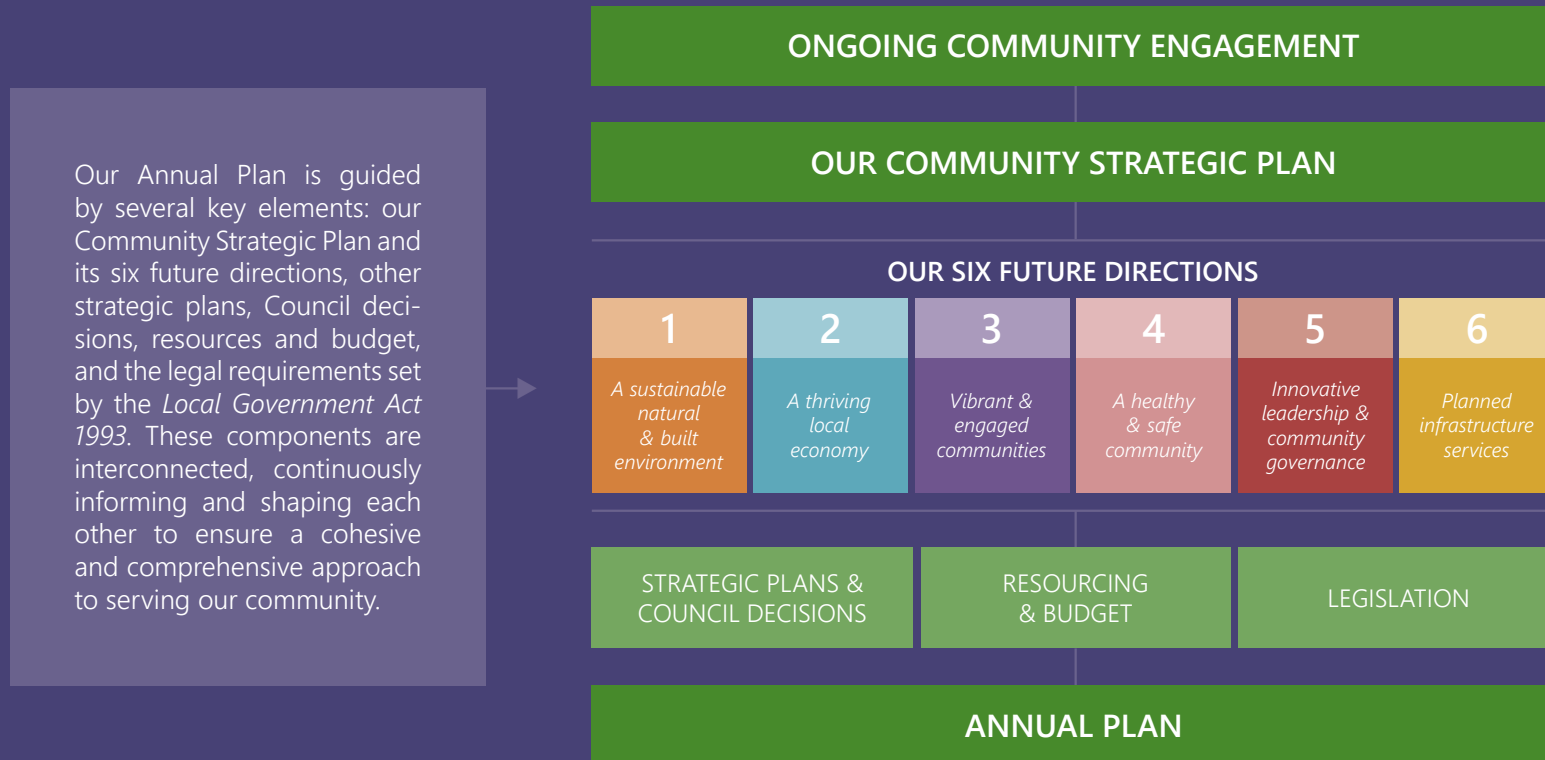 Our Annual Plan is guided
by several key elements: our
Community Strategic Plan and
its six future directions, other
strategic plans, Council deci-
sions, resources and budget,
and the legal requirements set
by the Local Government Act
1993. These components are
interconnected, continuously
informing and shaping each
other to ensure a cohesive
and comprehensive approach
to serving our community.
ONGOING COMMUNITY ENGAGEMENT
OUR COMMUNITY STRATEGIC PLAN
OUR SIX FUTURE DIRECTIONS
1
A sustainable
natural
& built
environment
2
A thriving
local
economy
3
Vibrant &
engaged
communities
4
A healthy
& safe
community
5
Innovative
leadership &
community
governance
6
Planned
infrastructure
services
STRATEGIC PLANS &
COUNCIL DECISIONS
RESOURCING
& BUDGET
LEGISLATION
ANNUAL PLAN